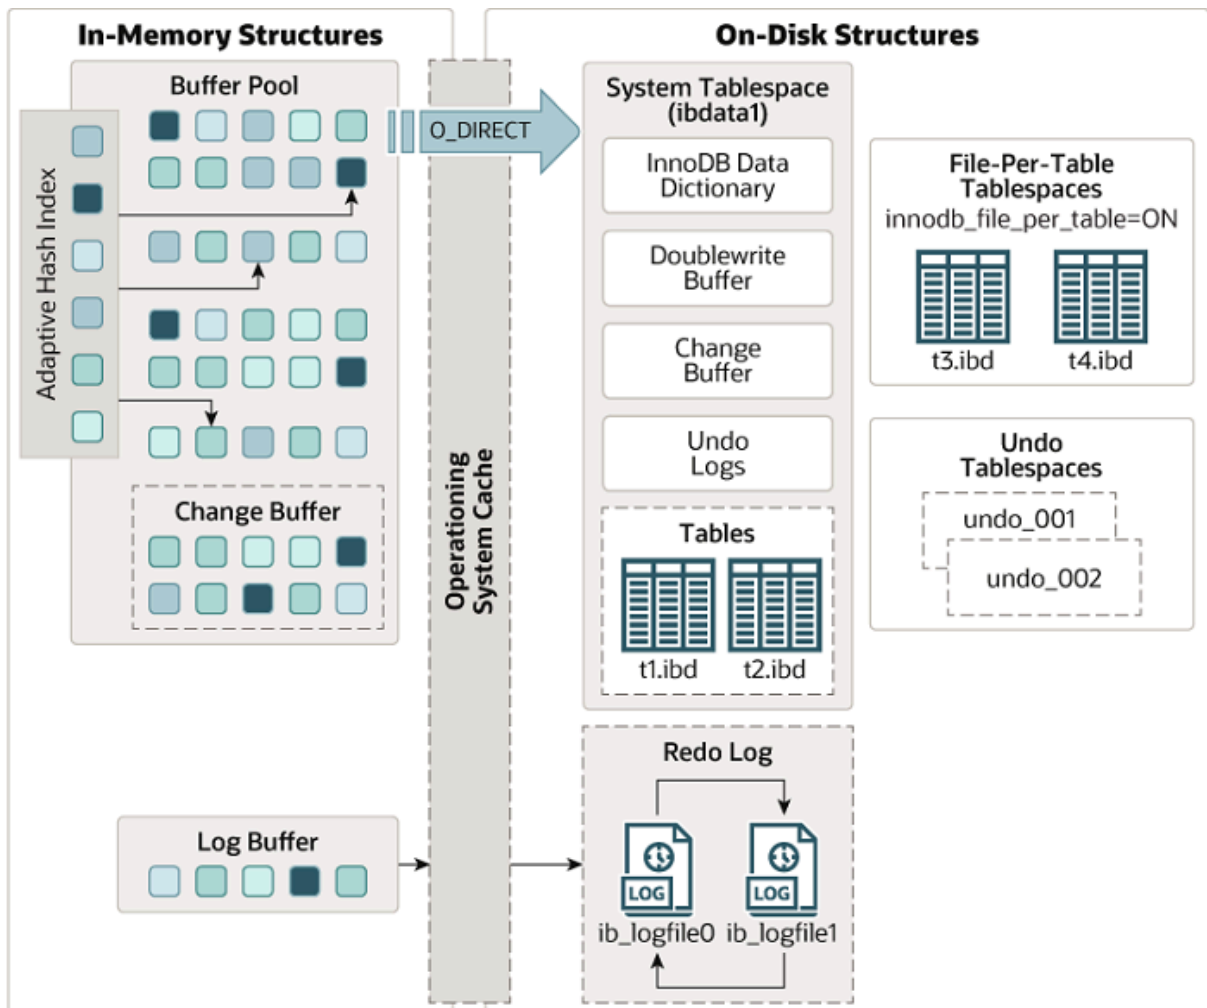 In-Memory Structures
Buffer Pool
Adaptive Hash Index
Change Buffer
Log Buffer
Operationing
System Cache
O_DIRECT
On-Disk Structures
System Tablespace
(ibdata1)
InnoDB Data
Dictionary
Doublewrite
Buffer
Change
Buffer
Undo
Logs
Tables
t1.ibd
t2.ibd
File-Per-Table
Tablespaces
innodb_file_per_table=ON
t3.ibd
t4.ibd
Undo
Tablespaces
undo_001
undo_002
Redo Log
LOG
LOG
ib_logfile0
ib_logfile1